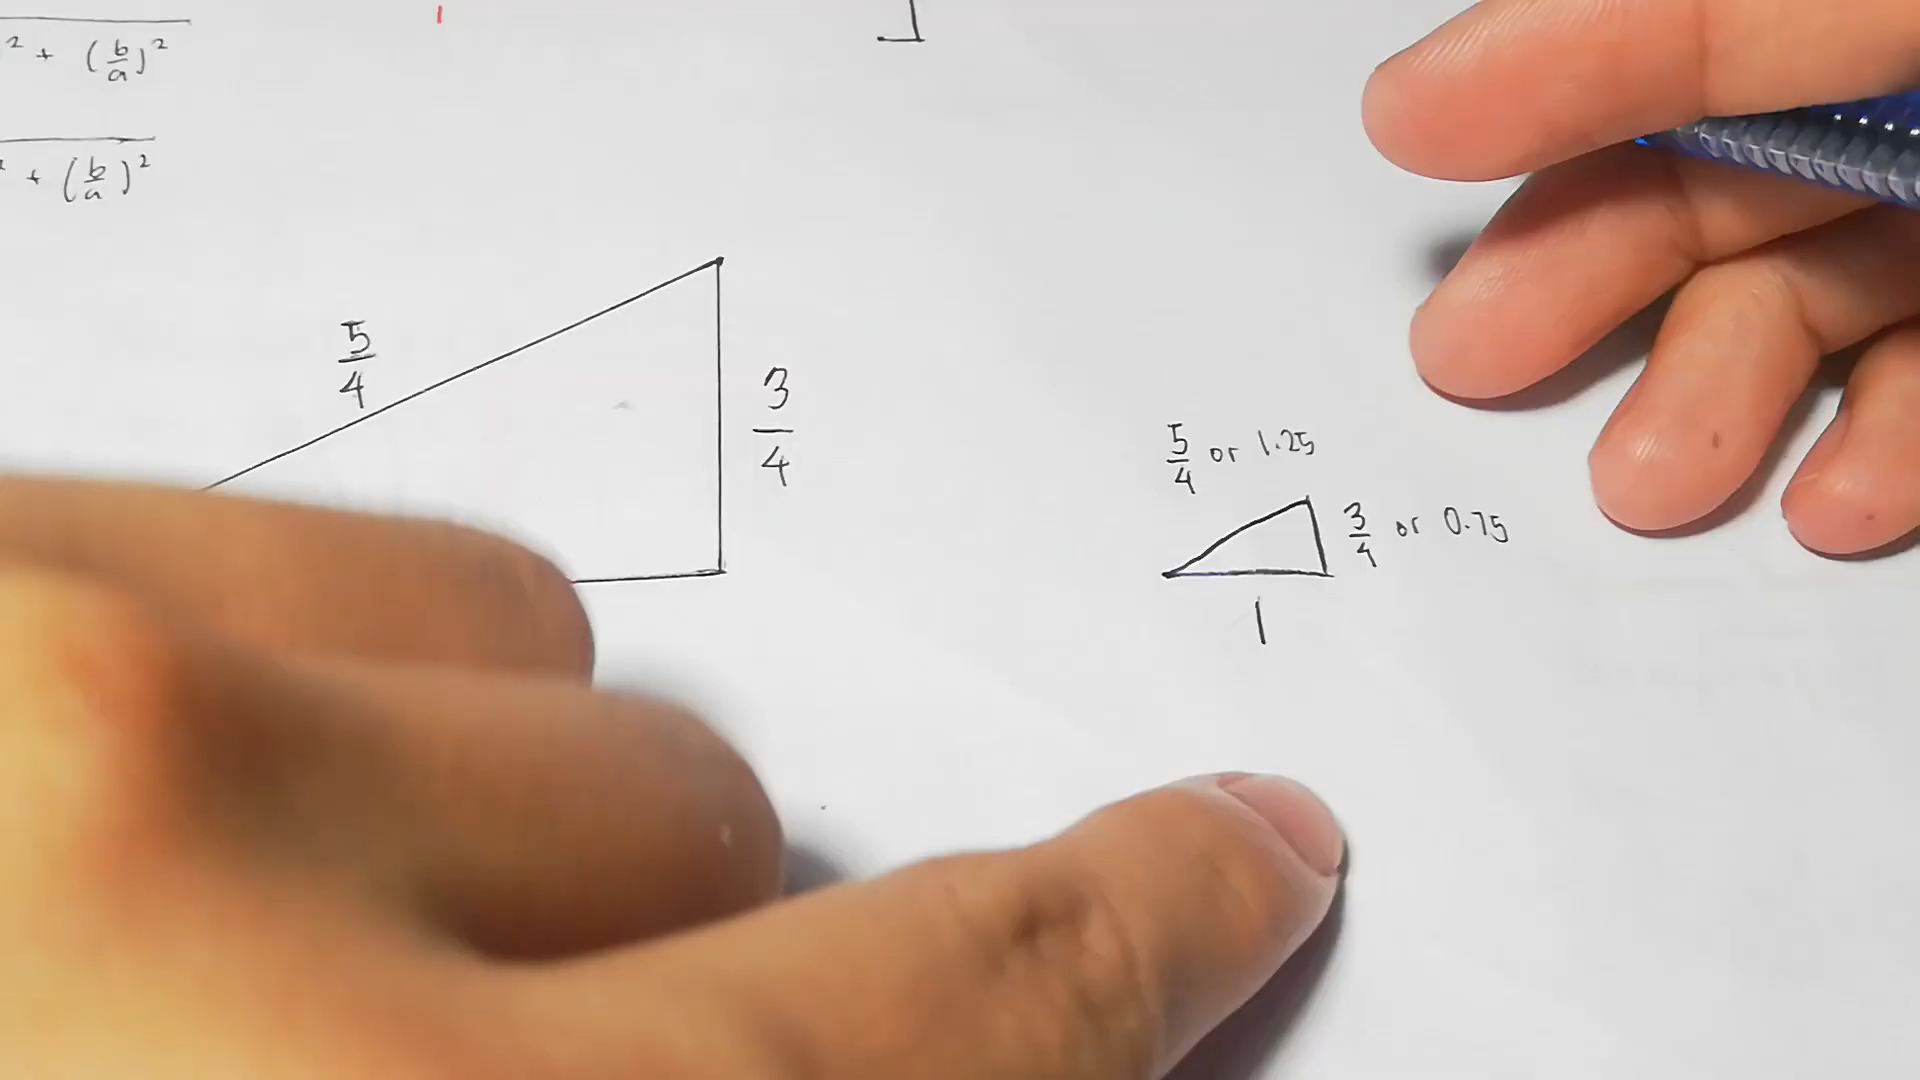 ² + (b/a)²
+ (b/a)²
5/4
3/4
5/4 or 1.25
3/4 or 0.75
1